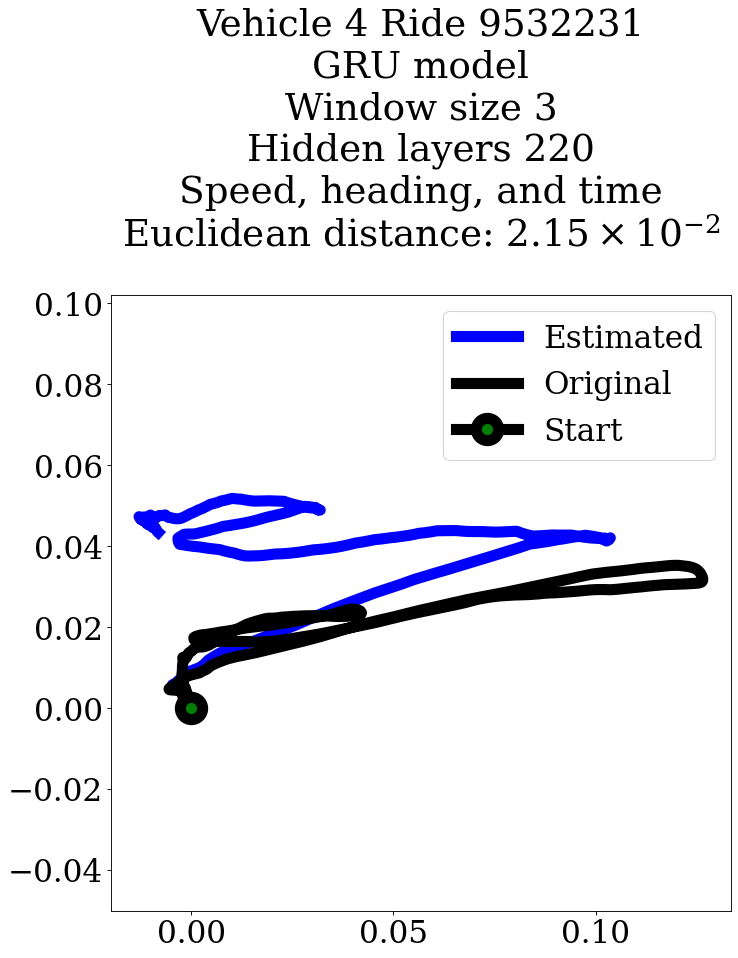 Vehicle 4 Ride 9532231
GRU model
Window size 3
Hidden layers 220
Speed, heading, and time
Euclidean distance: 2.15 × 10⁻²
Estimated
Original
Start
0.10
0.08
0.06
0.04
0.02
0.00
−0.02
−0.04
0.00 0.05 0.10